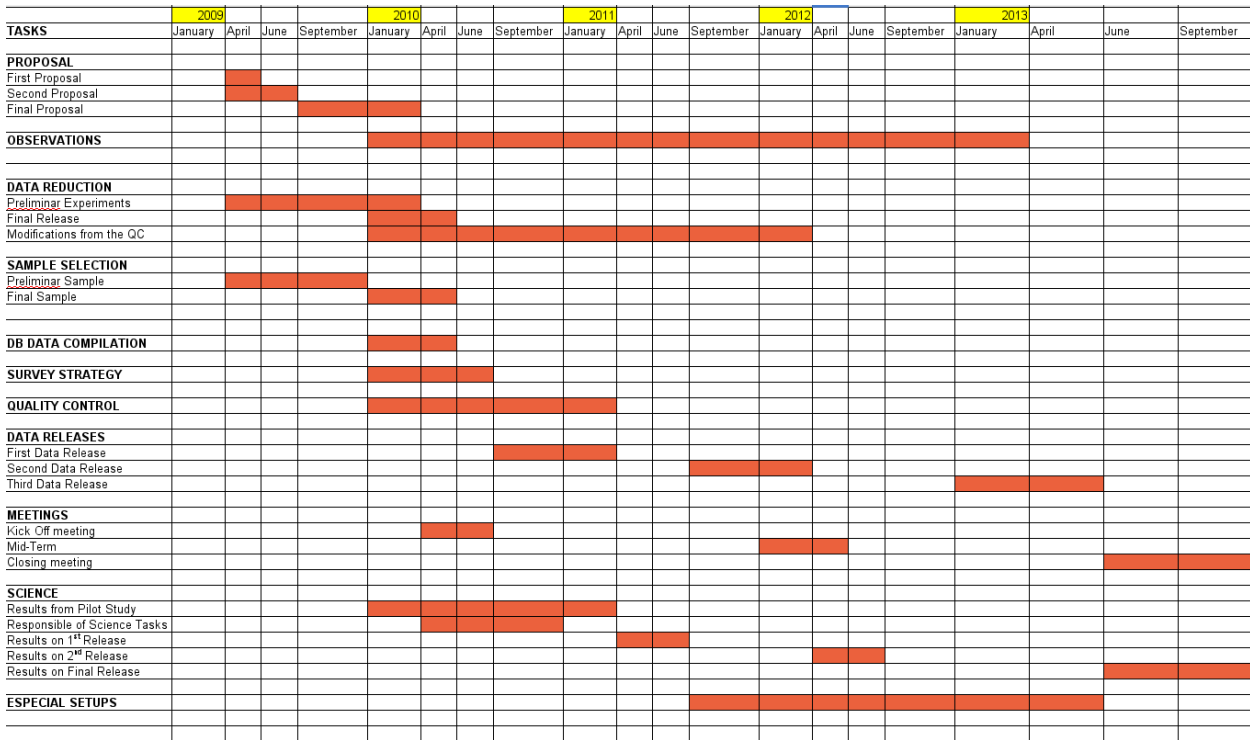 2009 2010 2011 2012 2013
TASKS January April June September January April June September January April June September January April June September January April June September
PROPOSAL
First Proposal
Second Proposal
Final Proposal
OBSERVATIONS
DATA REDUCTION
Preliminar Experiments
Final Release
Modifications from the QC
SAMPLE SELECTION
Preliminar Sample
Final Sample
DB DATA COMPILATION
SURVEY STRATEGY
QUALITY CONTROL
DATA RELEASES
First Data Release
Second Data Release
Third Data Release
MEETINGS
Kick Off meeting
Mid-Term
Closing meeting
SCIENCE
Results from Pilot Study
Responsible of Science Tasks
Results on 1st Release
Results on 2nd Release
Results on Final Release
ESPECIAL SETUPS